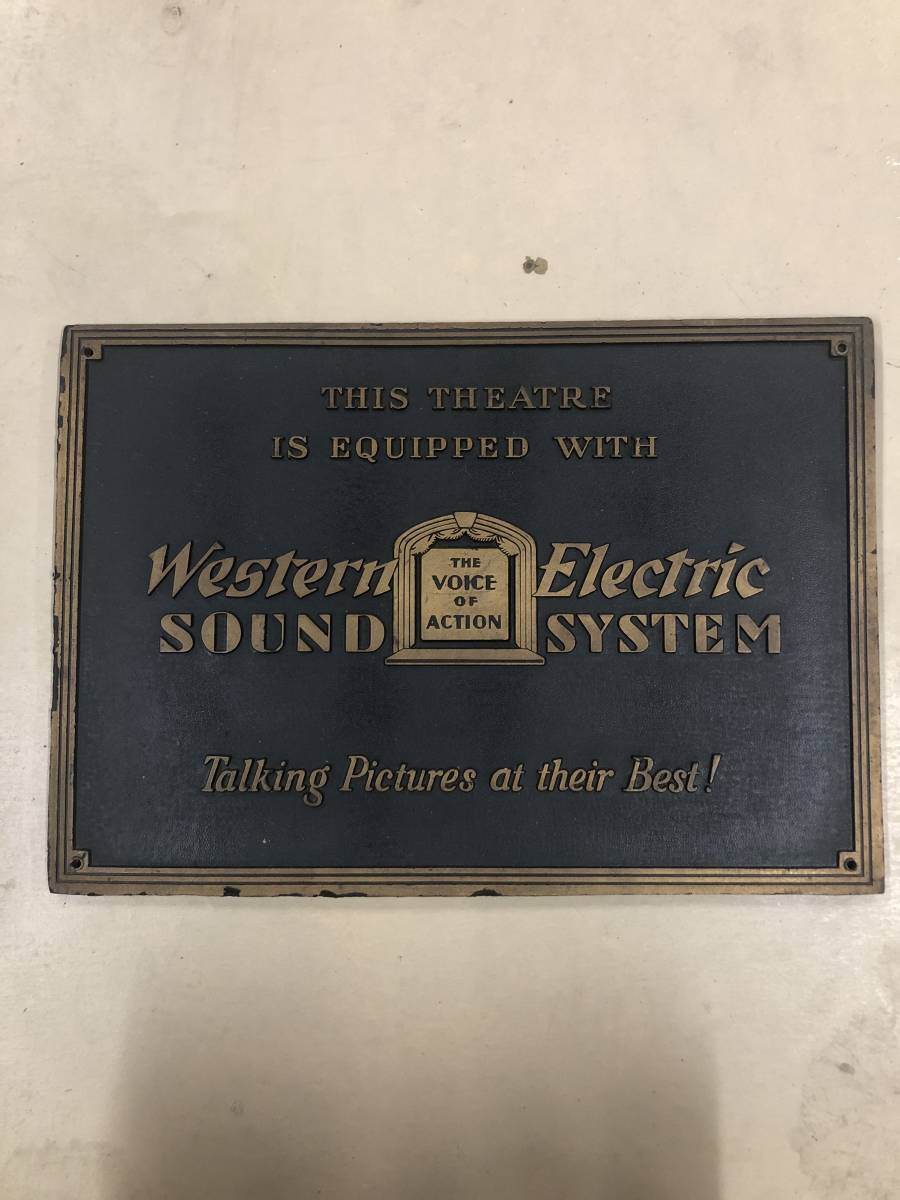 THIS THEATRE
IS EQUIPPED WITH
Western Electric
SOUND SYSTEM
THE
VOICE
OF
ACTION
Talking Pictures at their Best!